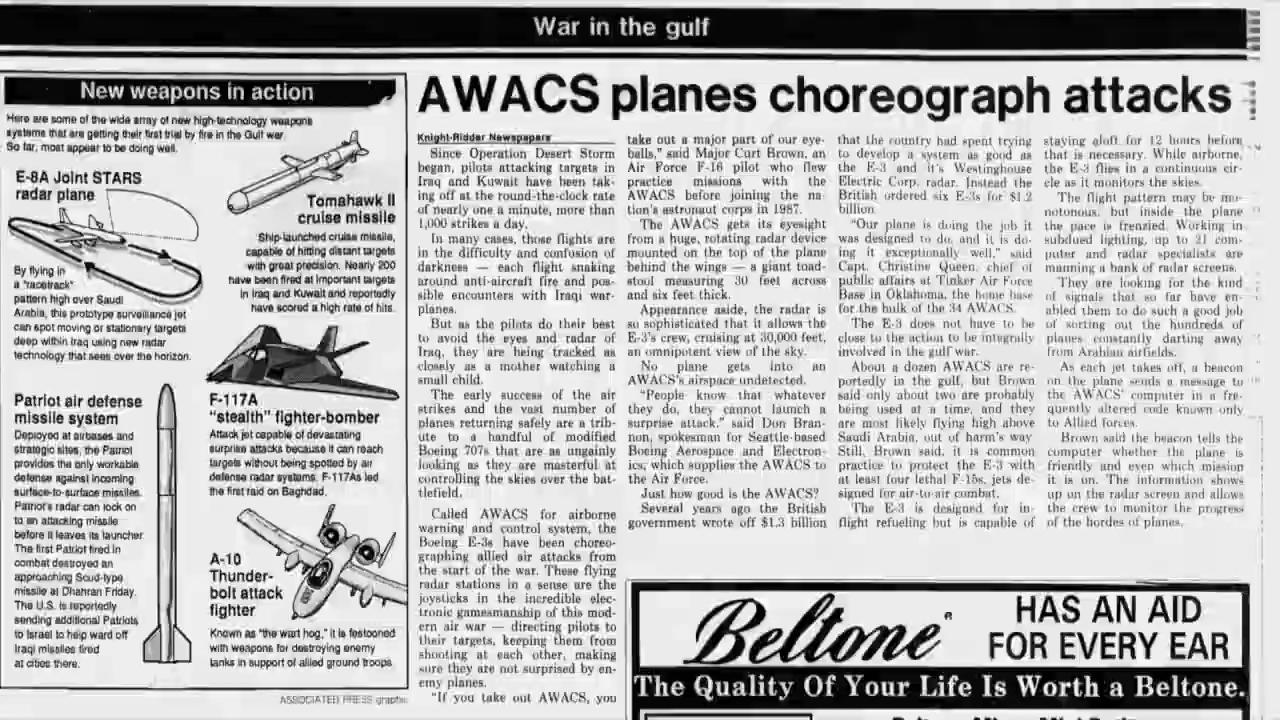 War in the gulf
New weapons in action
Here are some of the wide array of new high-technology weapons
systems that are getting their first trial by fire in the Gulf war.
So far, most appear to be doing well.
E-8A Joint STARS
radar plane
By flying in
a "racetrack"
pattern high over Saudi
Arabia, this prototype surveillance jet
can spot moving or stationary targets
deep within Iraq using new radar
technology that sees over the horizon.
Tomahawk II
cruise missile
Ship-launched cruise missile,
capable of hitting distant targets
with great precision. Nearly 200
have been fired at important targets
in Iraq and Kuwait and reportedly
have scored a high rate of hits.
F-117A
"stealth" fighter-bomber
Attack jet capable of devastating
surprise attacks because it can reach
targets without being spotted by air
defense radar systems. F-117As led
the first raid on Baghdad.
Patriot air defense
missile system
Deployed at airbases and
strategic sites, the Patriot
provides the only workable
defense against incoming
surface-to-surface missiles.
Patriot's radar can lock on
to an attacking missile
before it leaves its launcher.
The first Patriot fired in
combat destroyed an
approaching Scud-type
missile at Dhahran Friday.
The U.S. is reportedly
sending additional Patriots
to Israel to help ward off
Iraqi missiles fired
at cities there.
A-10
Thunder-
bolt attack
fighter
Known as "the wart hog," it is festooned
with weapons for destroying enemy
tanks in support of allied ground troops.
ASSOCIATED PRESS graphic
AWACS planes choreograph attacks
Knight-Ridder Newspapers
Since Operation Desert Storm
began, pilots attacking targets in
Iraq and Kuwait have been tak-
ing off at the round-the-clock rate
of nearly one a minute, more than
1,000 strikes a day.
In many cases, those flights are
in the difficulty and confusion of
darkness — each flight snaking
around anti-aircraft fire and pos-
sible encounters with Iraqi war-
planes.
But as the pilots do their best
to avoid the eyes and radar of
Iraq, they are being tracked as
closely as a mother watching a
small child.
The early success of the air
strikes and the vast number of
planes returning safely are a trib-
ute to a handful of modified
Boeing 707s that are as ungainly
looking as they are masterful at
controlling the skies over the bat-
tlefield.
Called AWACS for airborne
warning and control system, the
Boeing E-3s have been choreo-
graphing allied air attacks from
the start of the war. These flying
radar stations in a sense are the
joysticks in the incredible elec-
tronic gamesmanship of this mod-
ern air war — directing pilots to
their targets, keeping them from
shooting at each other, making
sure they are not surprised by en-
emy planes.
"If you take out AWACS, you
take out a major part of our eye-
balls," said Major Curt Brown, an
Air Force F-16 pilot who flew
practice missions with the
AWACS before joining the na-
tion's astronaut corps in 1987.
The AWACS gets its eyesight
from a huge, rotating radar device
mounted on the top of the plane
behind the wings — a giant toad-
stool measuring 30 feet across
and six feet thick.
Appearance aside, the radar is
so sophisticated that it allows the
E-3's crew, cruising at 30,000 feet,
an omnipotent view of the sky.
No plane gets into an
AWACS's airspace undetected.
"People know that whatever
they do, they cannot launch a
surprise attack," said Don Bran-
non, spokesman for Seattle-based
Boeing Aerospace and Electron-
ics, which supplies the AWACS to
the Air Force.
Just how good is the AWACS?
Several years ago the British
government wrote off $1.3 billion
that the country had spent trying
to develop a system as good as
the E-3 and it's Westinghouse
Electric Corp. radar. Instead the
British ordered six E-3s for $1.2
billion.
"Our plane is doing the job it
was designed to do, and it is do-
ing it exceptionally well," said
Capt. Christine Queen, chief of
public affairs at Tinker Air Force
Base in Oklahoma, the home base
for the bulk of the 34 AWACS.
The E-3 does not have to be
close to the action to be integrally
involved in the gulf war.
About a dozen AWACS are re-
portedly in the gulf, but Brown
said only about two are probably
being used at a time, and they
are most likely flying high above
Saudi Arabia, out of harm's way
Still, Brown said, it is common
practice to protect the E-3 with
at least four lethal F-15s, jets de-
signed for air-to-air combat.
The E-3 is designed for in-
flight refueling but is capable of
staying aloft for 12 hours before
that is necessary. While airborne,
the E-3 flies in a continuous cir-
cle as it monitors the skies.
The flight pattern may be mo-
notonous, but inside the plane
the pace is frenzied. Working in
subdued lighting, up to 21 com-
puter and radar specialists are
manning a bank of radar screens.
They are looking for the kind
of signals that so far have en-
abled them to do such a good job
of sorting out the hundreds of
planes constantly darting away
from Arabian airfields.
As each jet takes off, a beacon
on the plane sends a message to
the AWACS' computer in a fre-
quently altered code known only
to Allied forces.
Brown said the beacon tells the
computer whether the plane is
friendly and even which mission
it is on. The information shows
up on the radar screen and allows
the crew to monitor the progress
of the hordes of planes.
Beltone®
HAS AN AID
FOR EVERY EAR
The Quality Of Your Life Is Worth a Beltone.